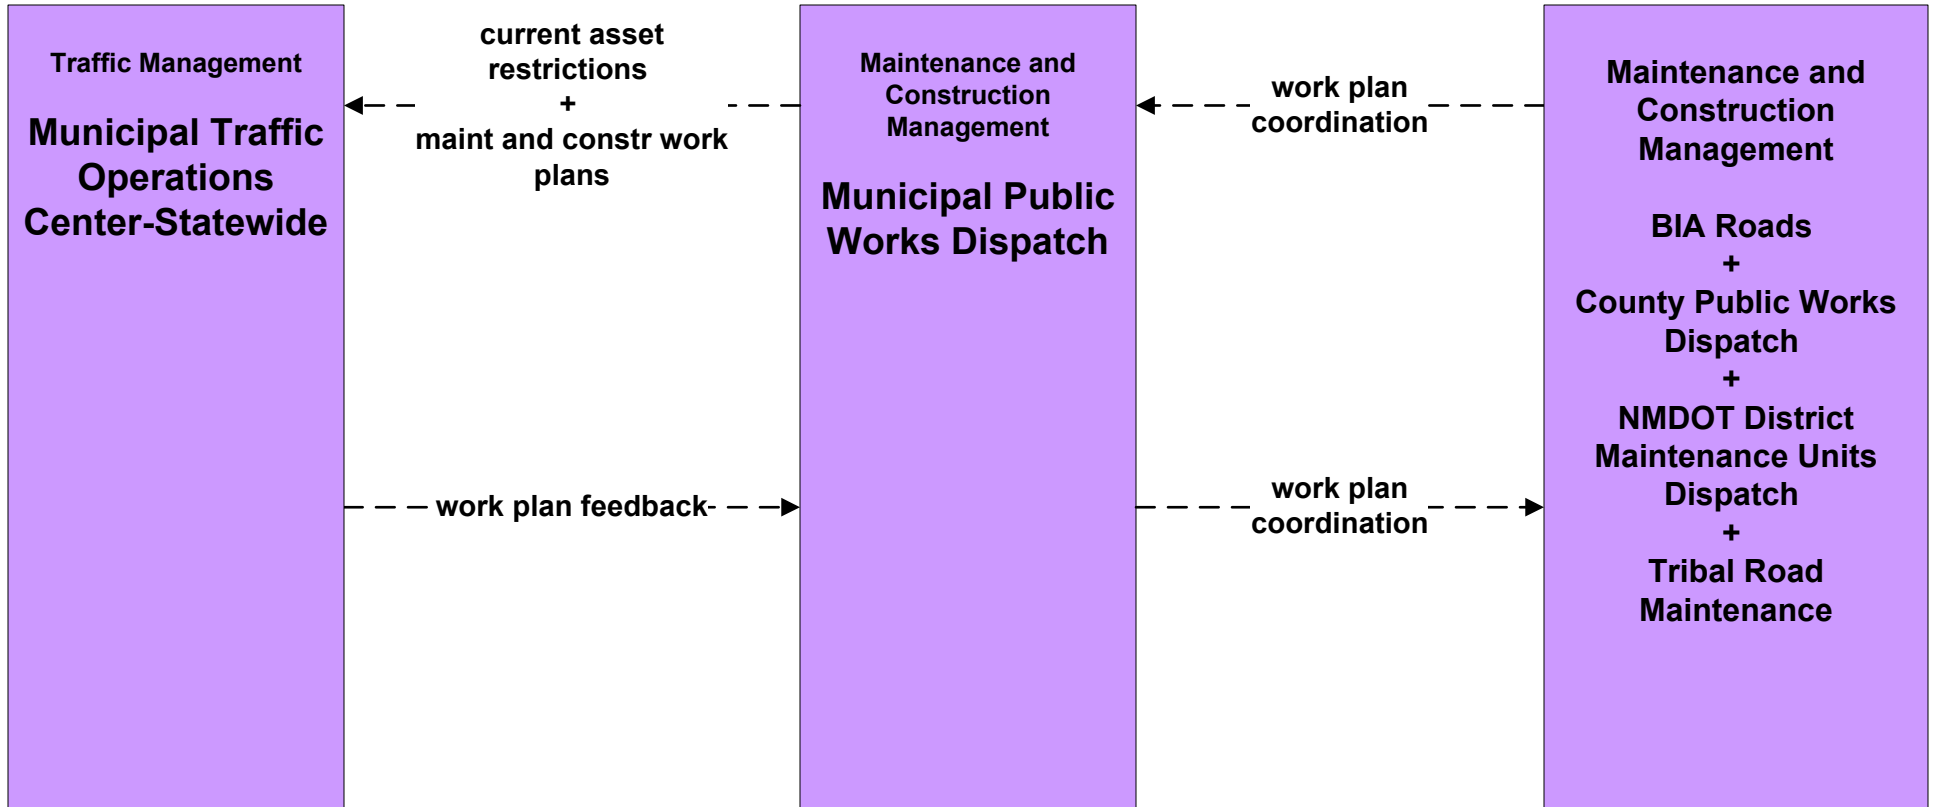 Traffic Management
Municipal Traffic
Operations
Center-Statewide
current asset
restrictions
+
maint and constr work
plans
work plan feedback
Maintenance and
Construction
Management
Municipal Public
Works Dispatch
work plan
coordination
work plan
coordination
Maintenance and
Construction
Management
BIA Roads
+
County Public Works
Dispatch
+
NMDOT District
Maintenance Units
Dispatch
+
Tribal Road
Maintenance